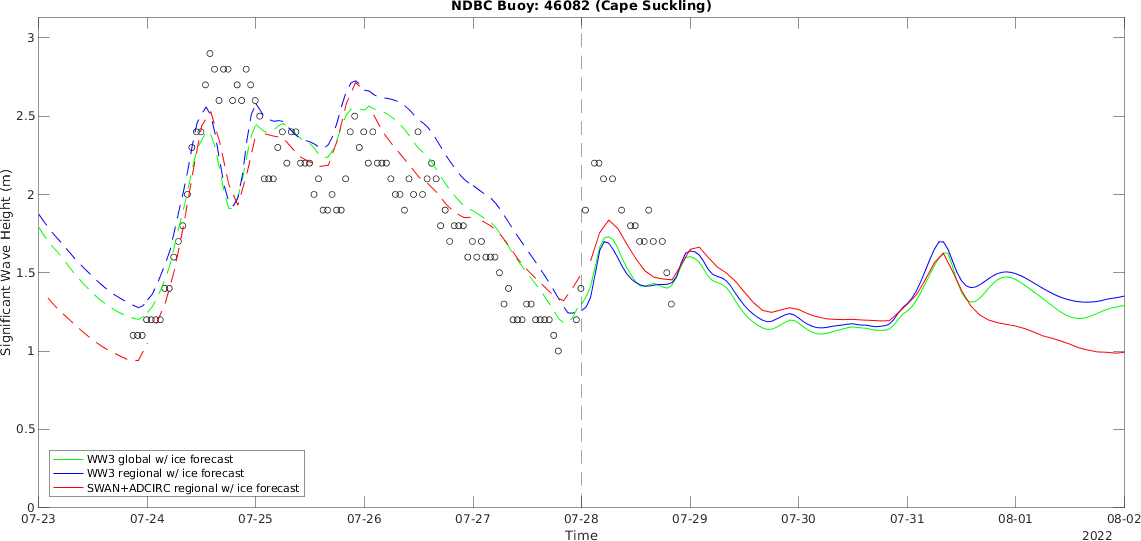 NDBC Buoy: 46082 (Cape Suckling)
3
2.5
2
1.5
1
0.5
0
Significant Wave Height (m)
WW3 global w/ ice forecast
WW3 regional w/ ice forecast
SWAN+ADCIRC regional w/ ice forecast
07-23 07-24 07-25 07-26 07-27 07-28 07-29 07-30 07-31 08-01 08-02
Time
2022